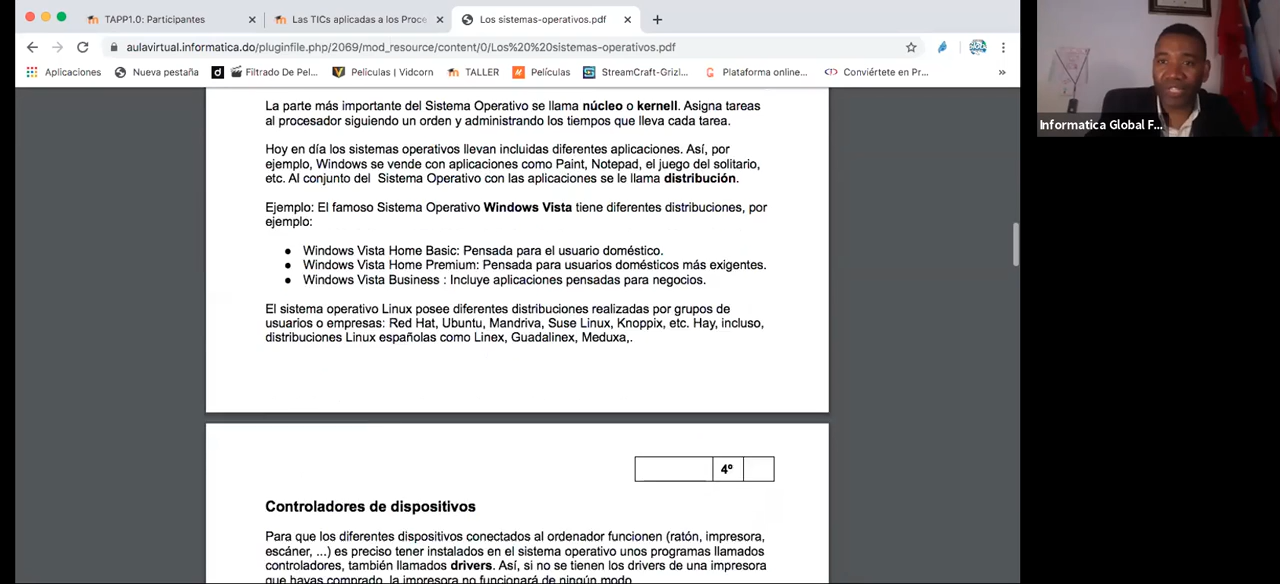 TAPP1.0: Participantes
Las TICs aplicadas a los Proce
Los sistemas-operativos.pdf
aulavirtual.informatica.do/pluginfile.php/2069/mod_resource/content/0/Los%20%20sistemas-operativos.pdf
Aplicaciones
Nueva pestaña
Filtrado De Pel...
Peliculas | Vidcorn
TALLER
Películas
StreamCraft-Grizl...
Plataforma online...
Conviértete en Pr...
»
Informatica Global F...
La parte más importante del Sistema Operativo se llama núcleo o kernell. Asigna tareas
al procesador siguiendo un orden y administrando los tiempos que lleva cada tarea.
Hoy en día los sistemas operativos llevan incluidas diferentes aplicaciones. Así, por
ejemplo, Windows se vende con aplicaciones como Paint, Notepad, el juego del solitario,
etc. Al conjunto del Sistema Operativo con las aplicaciones se le llama distribución.
Ejemplo: El famoso Sistema Operativo Windows Vista tiene diferentes distribuciones, por
ejemplo:
● Windows Vista Home Basic: Pensada para el usuario doméstico.
● Windows Vista Home Premium: Pensada para usuarios domésticos más exigentes.
● Windows Vista Business : Incluye aplicaciones pensadas para negocios.
El sistema operativo Linux posee diferentes distribuciones realizadas por grupos de
usuarios o empresas: Red Hat, Ubuntu, Mandriva, Suse Linux, Knoppix, etc. Hay, incluso,
distribuciones Linux españolas como Linex, Guadalinex, Meduxa,.
4º
Controladores de dispositivos
Para que los diferentes dispositivos conectados al ordenador funcionen (ratón, impresora,
escáner, ...) es preciso tener instalados en el sistema operativo unos programas llamados
controladores, también llamados drivers. Así, si no se tienen los drivers de una impresora
que hayas comprado, la impresora no funcionará de ningún modo